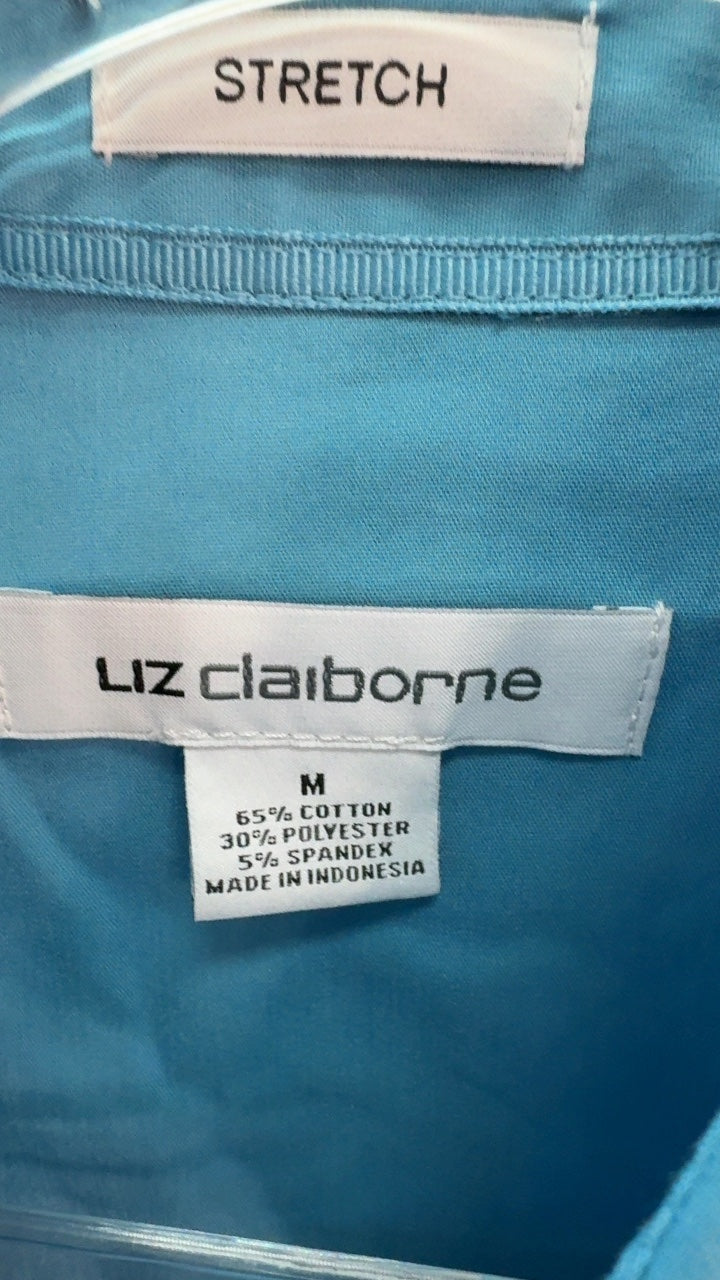 STRETCH
LIZ claiborne
M
65% COTTON
30% POLYESTER
5% SPANDEX
MADE IN INDONESIA